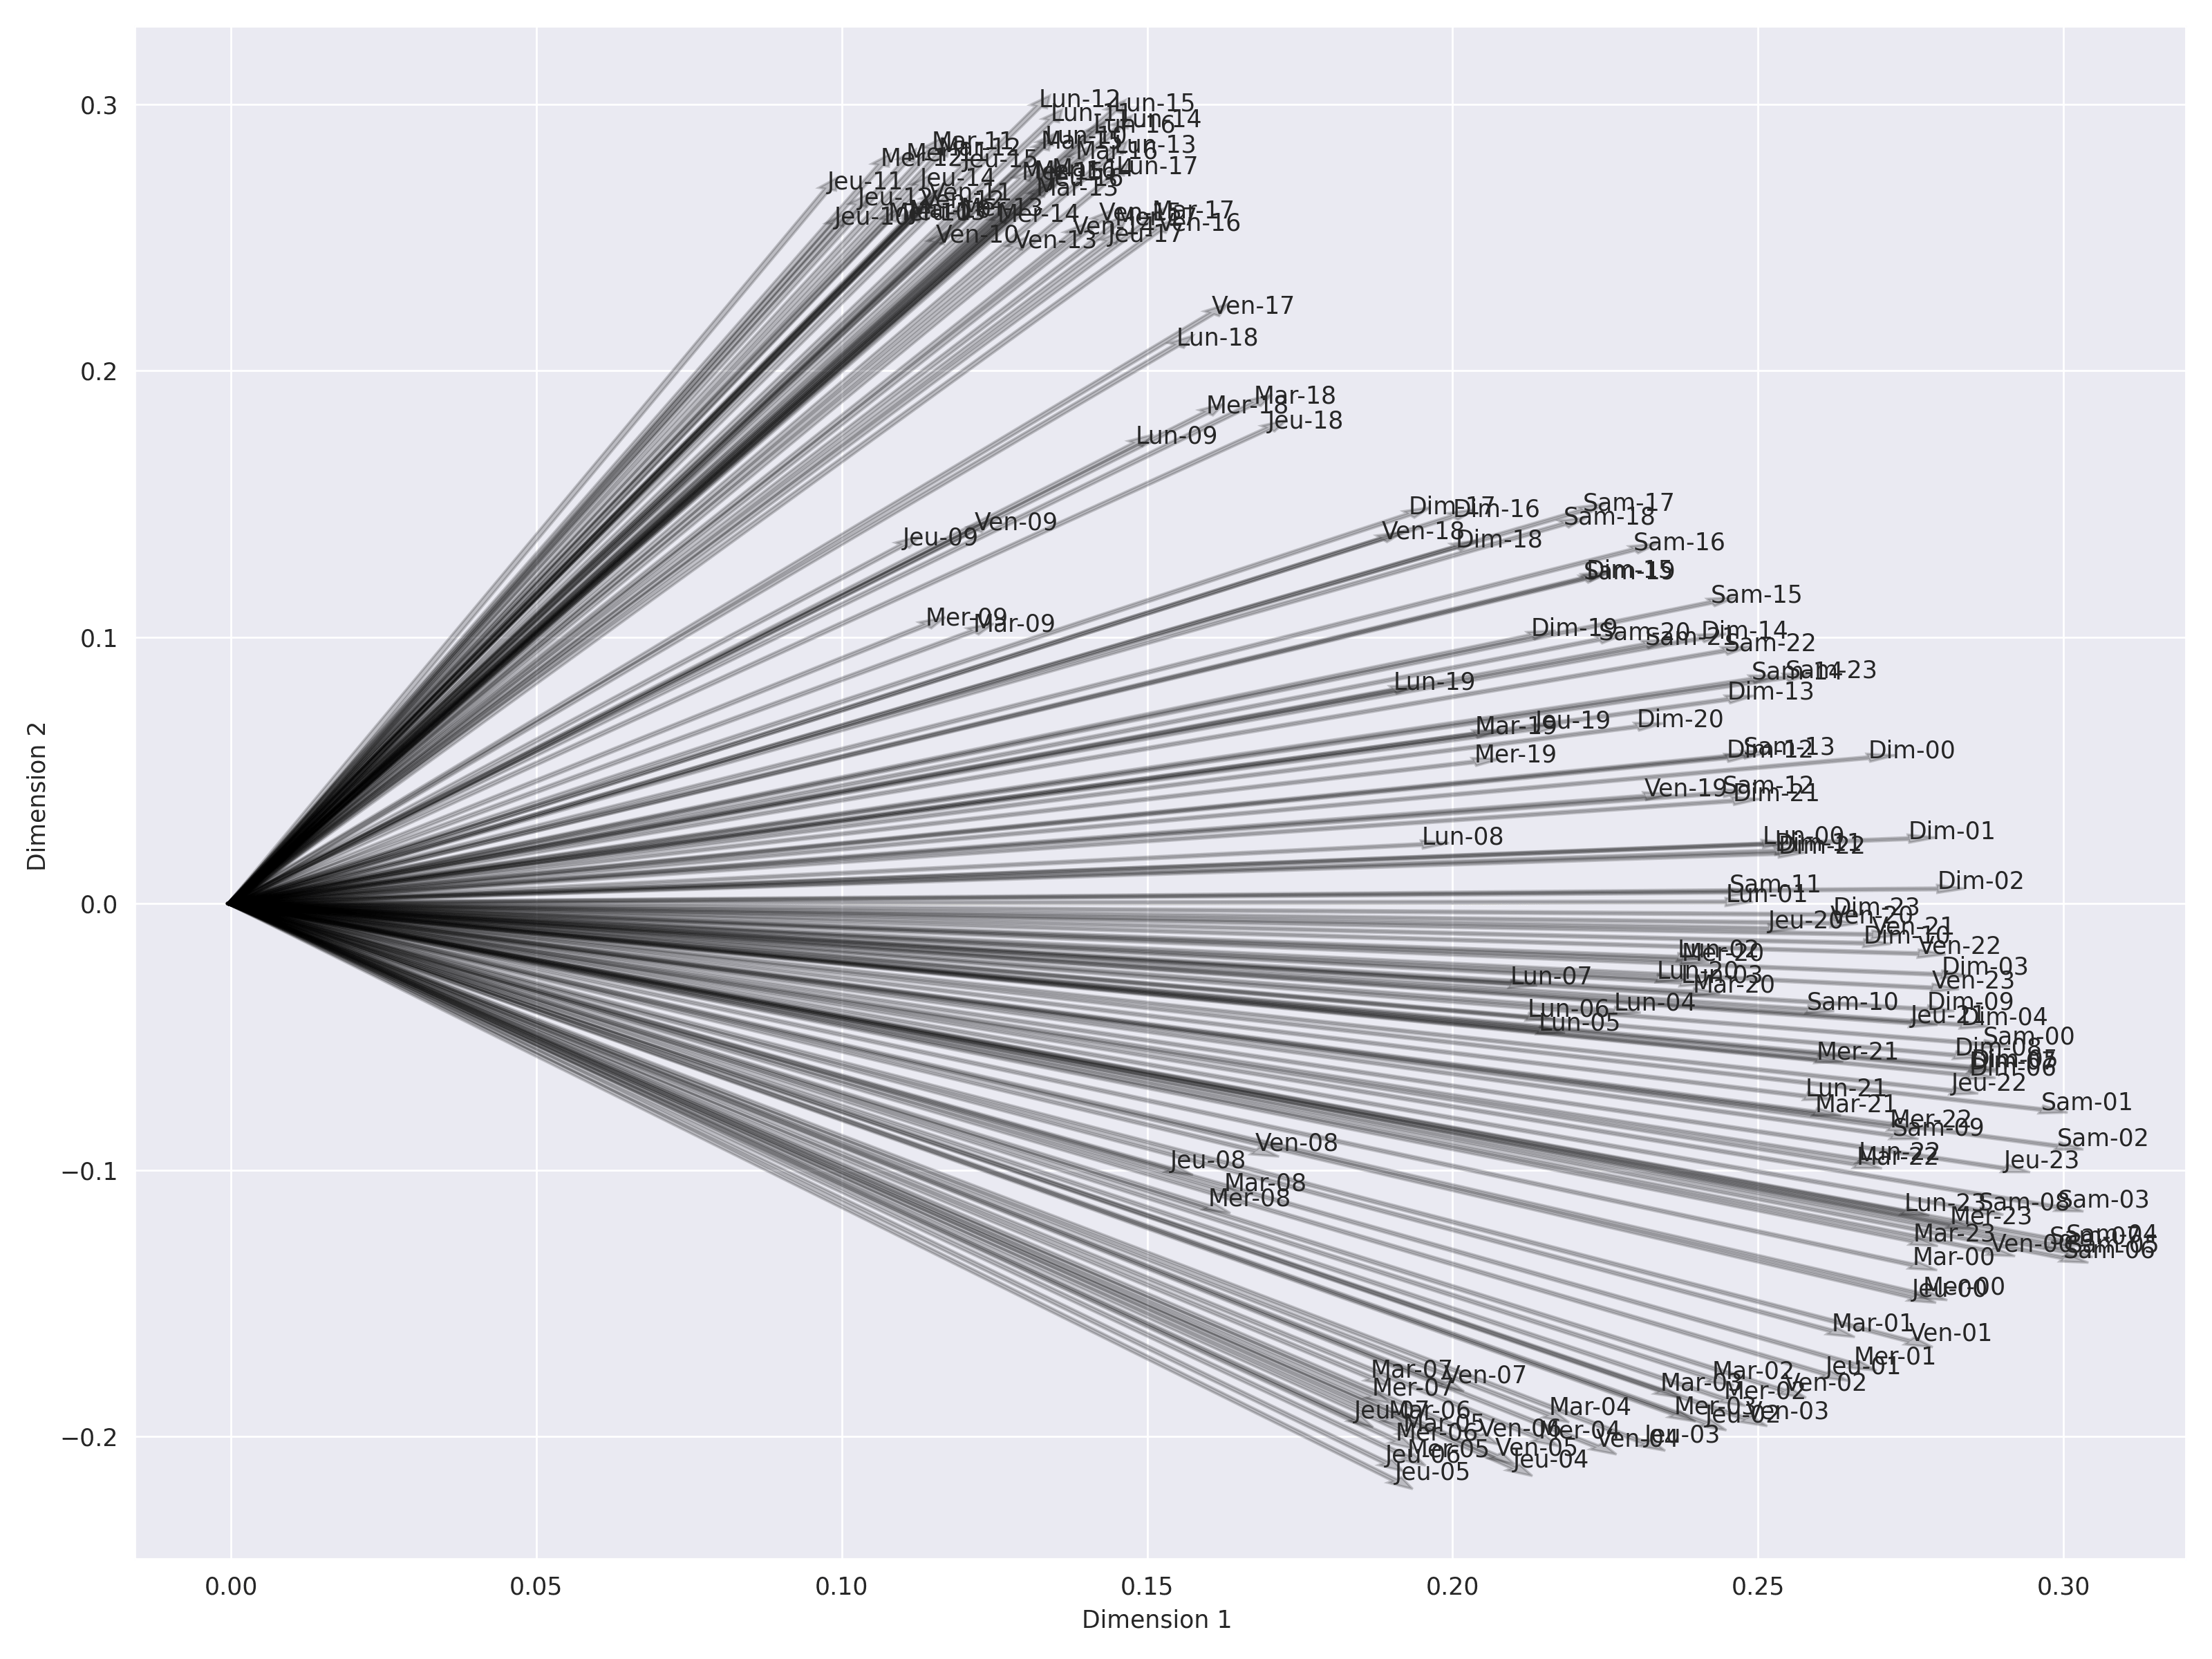 0.3
0.2
0.1
0.0
−0.1
−0.2
Dimension 2
0.00
0.05
0.10
0.15
0.20
0.25
0.30
Dimension 1
Lun-12
Lun-15
Lun-11
Lun-14
Lun-16
Lun-10
Lun-13
Mar-11
Mar-12
Mar-16
Mer-12
Jeu-15
Lun-17
Jeu-11
Jeu-14
Mar-13
Ven-11
Jeu-12
Jeu-10
Mer-13
Mer-14
Mar-17
Ven-16
Ven-14
Jeu-17
Ven-10
Ven-13
Ven-17
Lun-18
Mar-18
Mer-18
Jeu-18
Lun-09
Ven-09
Jeu-09
Mer-09
Mar-09
Dim-17
Dim-16
Sam-17
Sam-18
Ven-18
Dim-18
Sam-16
Dim-15
Sam-19
Sam-15
Dim-19
Sam-20
Sam-21
Dim-14
Sam-22
Sam-14
Sam-23
Lun-19
Dim-13
Mar-19
Jeu-19
Dim-20
Mer-19
Dim-12
Sam-13
Dim-00
Ven-19
Sam-12
Dim-21
Lun-08
Lun-00
Dim-11
Dim-22
Dim-01
Sam-11
Lun-01
Dim-02
Dim-23
Ven-20
Jeu-20
Ven-21
Dim-10
Ven-22
Lun-02
Mer-20
Lun-07
Lun-20
Lun-03
Mar-20
Dim-03
Ven-23
Lun-06
Lun-04
Lun-05
Sam-10
Dim-09
Jeu-21
Dim-04
Sam-00
Mer-21
Dim-08
Dim-06
Jeu-22
Lun-21
Mar-21
Sam-01
Mer-22
Sam-09
Sam-02
Ven-08
Jeu-08
Lun-22
Mar-22
Jeu-23
Mar-08
Mer-08
Lun-23
Sam-08
Sam-03
Mer-23
Mar-23
Sam-04
Sam-07
Ven-00
Sam-05
Sam-06
Mar-00
Mer-00
Jeu-00
Mar-01
Ven-01
Mer-01
Jeu-01
Mar-07
Ven-07
Mar-02
Mer-07
Mar-03
Mer-02
Ven-02
Jeu-07
Mar-06
Mar-04
Mer-03
Jeu-02
Ven-03
Mar-05
Mer-06
Ven-06
Mer-04
Ven-04
Jeu-03
Mer-05
Ven-05
Jeu-06
Jeu-04
Jeu-05